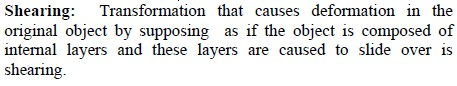 Shearing: Transformation that causes deformation in the
original object by supposing as if the object is composed of
internal layers and these layers are caused to slide over is
shearing.